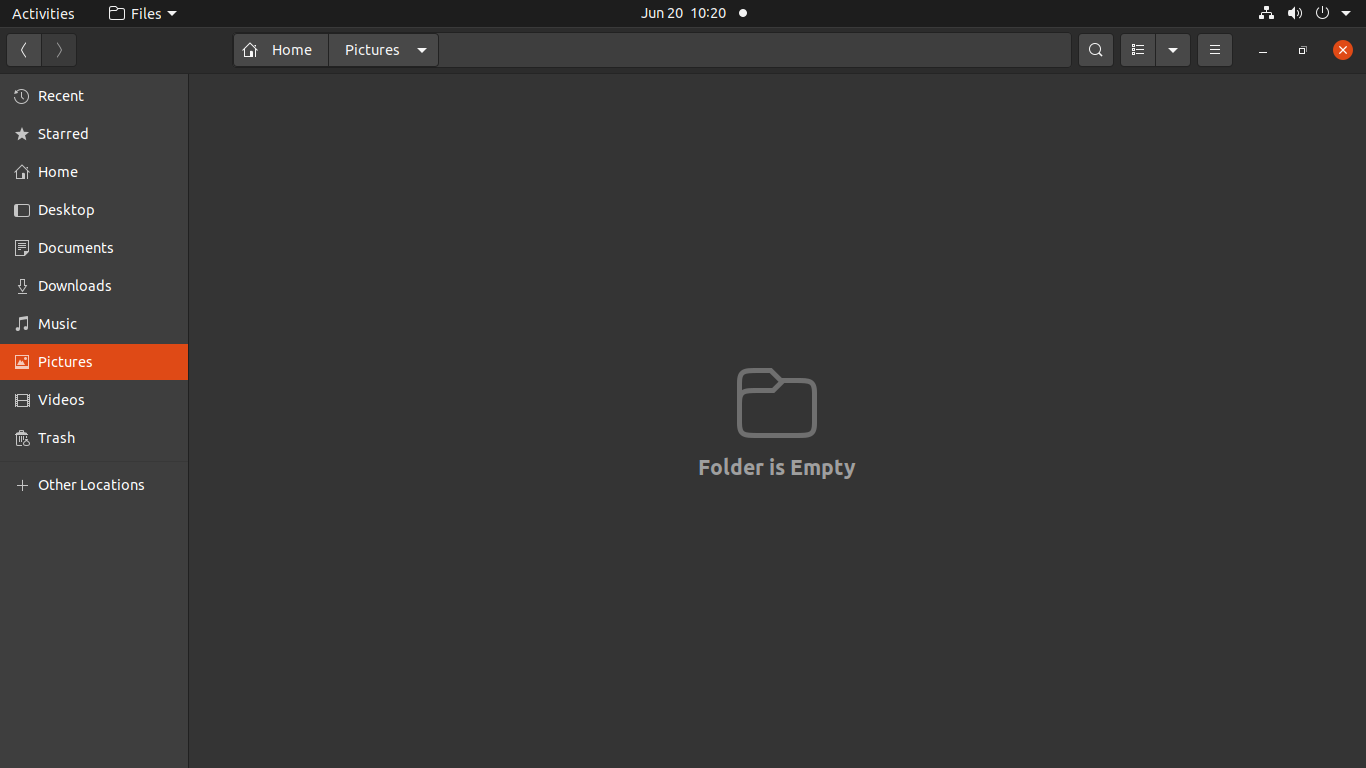 Activities
Files
Jun 20 10:20
Home
Pictures
Recent
Starred
Home
Desktop
Documents
Downloads
Music
Pictures
Videos
Trash
Other Locations
Folder is Empty